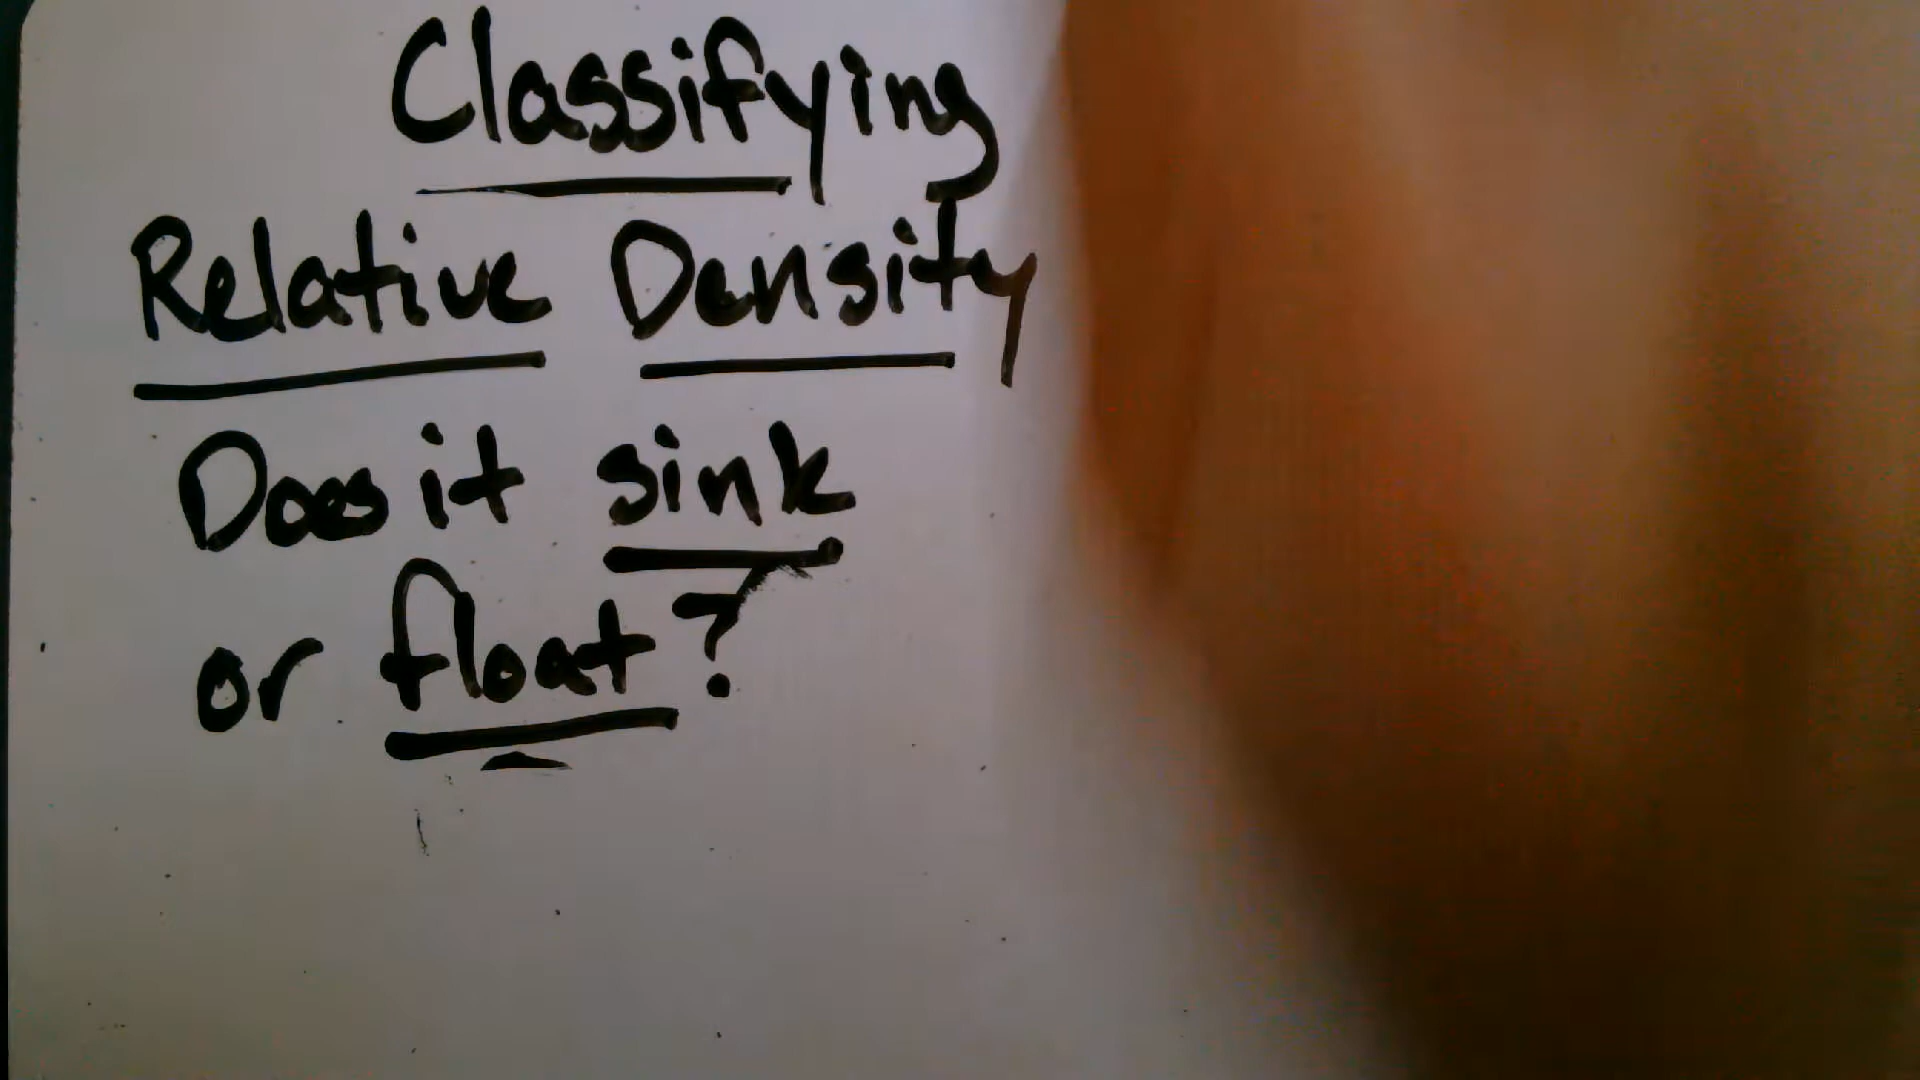 Classifying
Relative Density
Does it sink
or float?